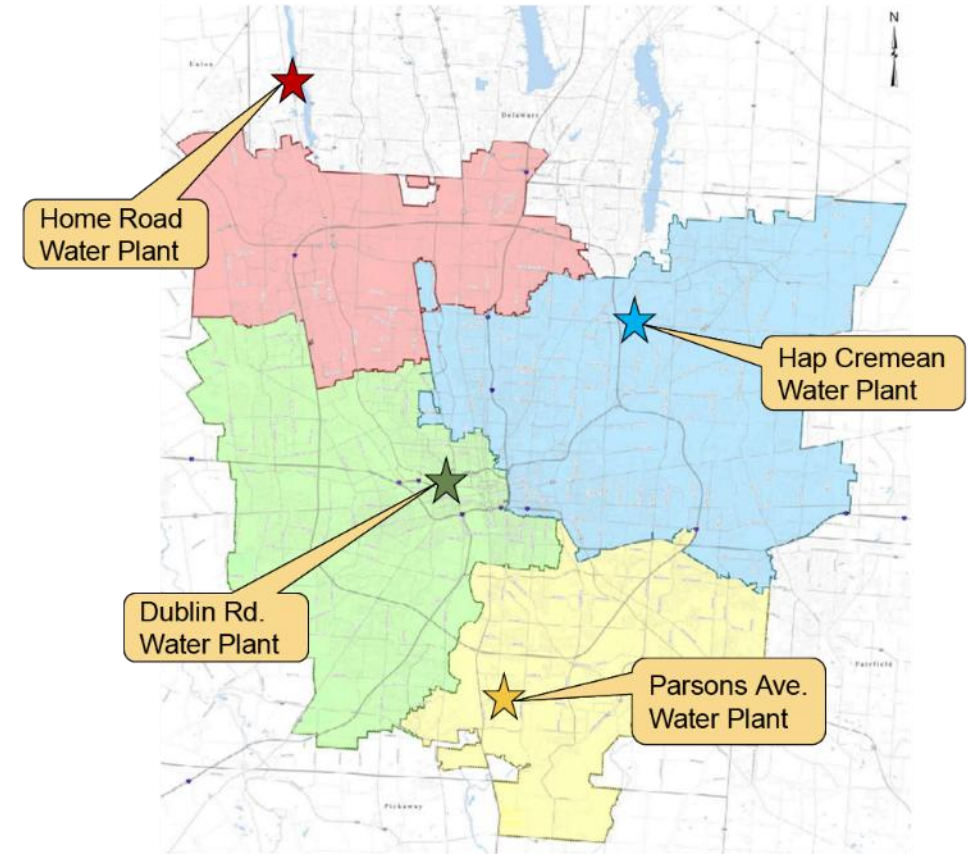 N
Union
Delaware
Home Road
Water Plant
Hap Cremean
Water Plant
Dublin Rd.
Water Plant
Parsons Ave.
Water Plant
Fairfield
Pickaway